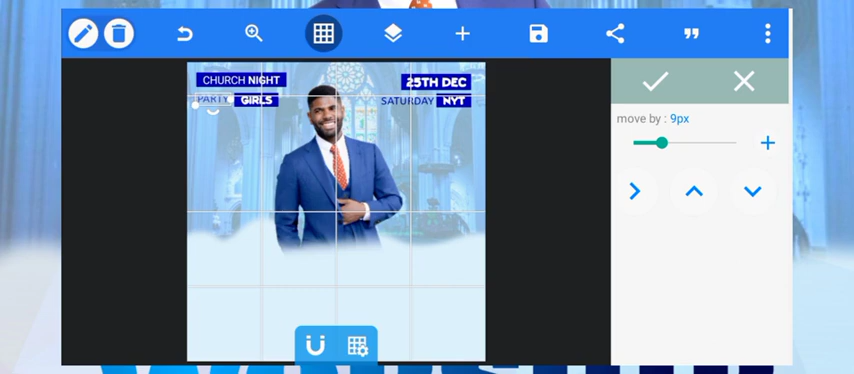 CHURCH NIGHT
PARTY GIRLS
25TH DEC
SATURDAY NYT
move by : 9px